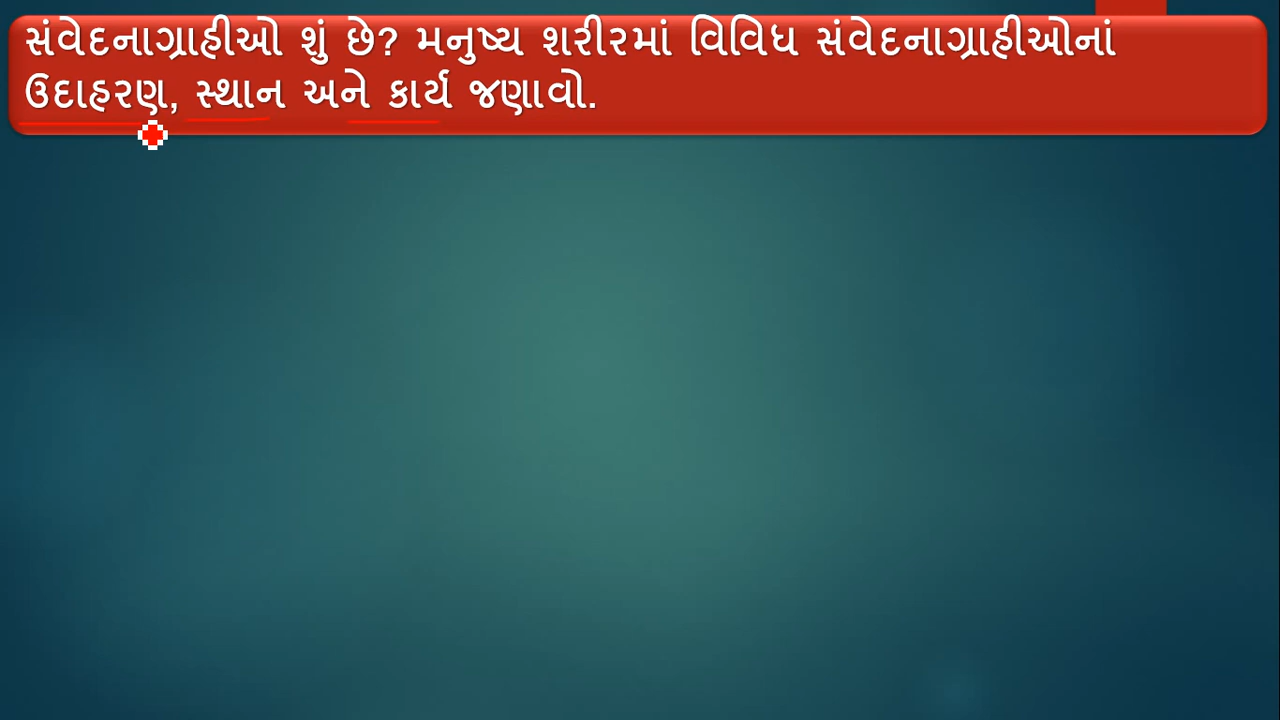 સંવેદનાગ્રાહીઓ શું છે? મનુષ્ય શરીરમાં વિવિધ સંવેદનાગ્રાહીઓનાં
ઉદાહરણ, સ્થાન અને કાર્ય જણાવો.